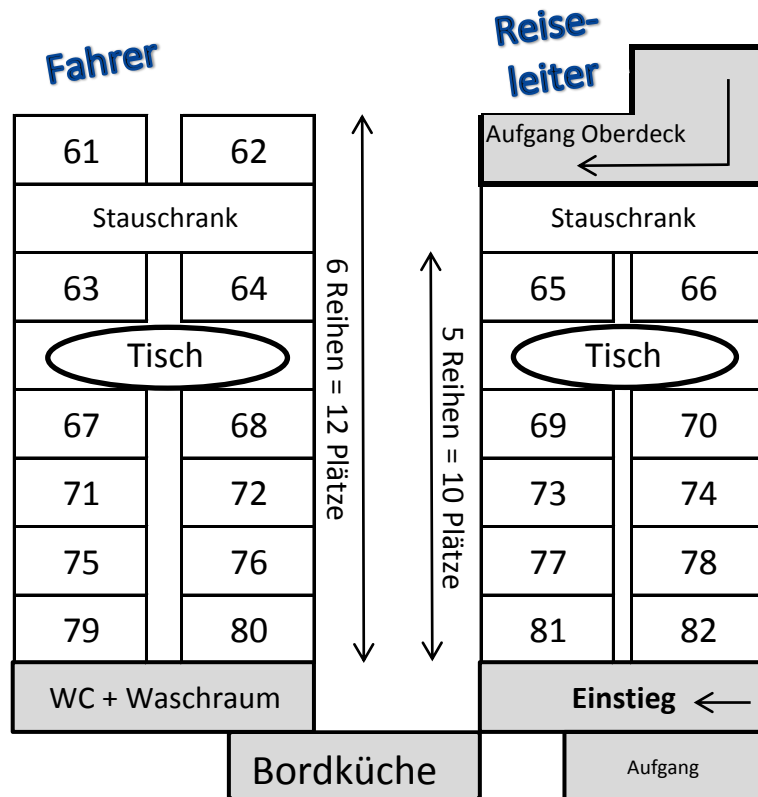 Fahrer
Reise-
leiter
Aufgang Oberdeck
61 62
Stauschrank Stauschrank
63 64 65 66
Tisch Tisch
6 Reihen = 12 Plätze
5 Reihen = 10 Plätze
67 68 69 70
71 72 73 74
75 76 77 78
79 80 81 82
WC + Waschraum Einstieg
Bordküche Aufgang